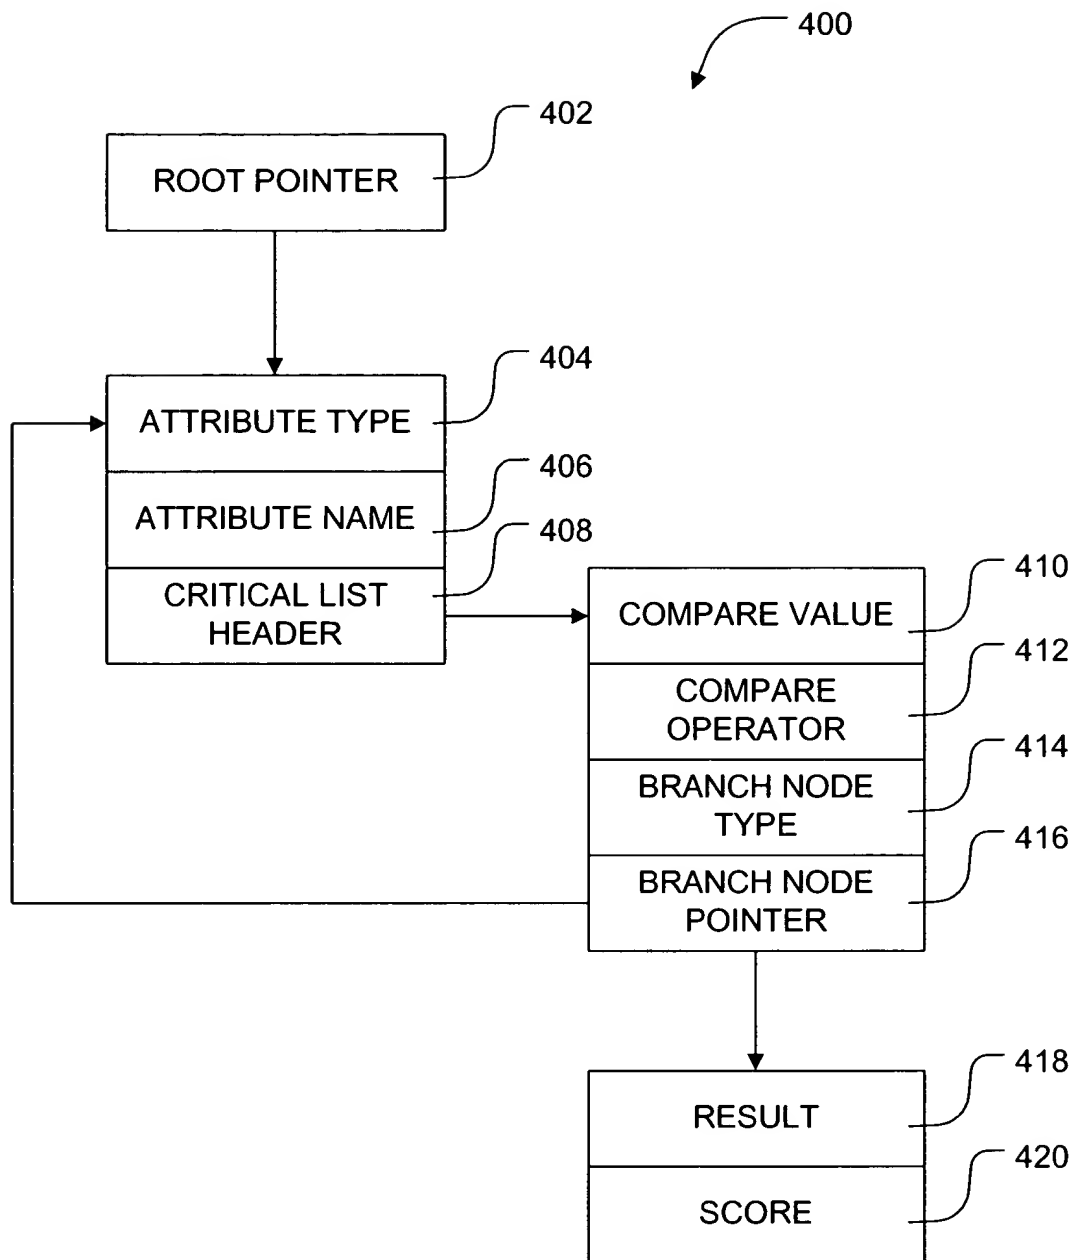 400
402
ROOT POINTER
404
ATTRIBUTE TYPE
406
ATTRIBUTE NAME
408
CRITICAL LIST
HEADER
410
COMPARE VALUE
412
COMPARE
OPERATOR
414
BRANCH NODE
TYPE
416
BRANCH NODE
POINTER
418
RESULT
420
SCORE